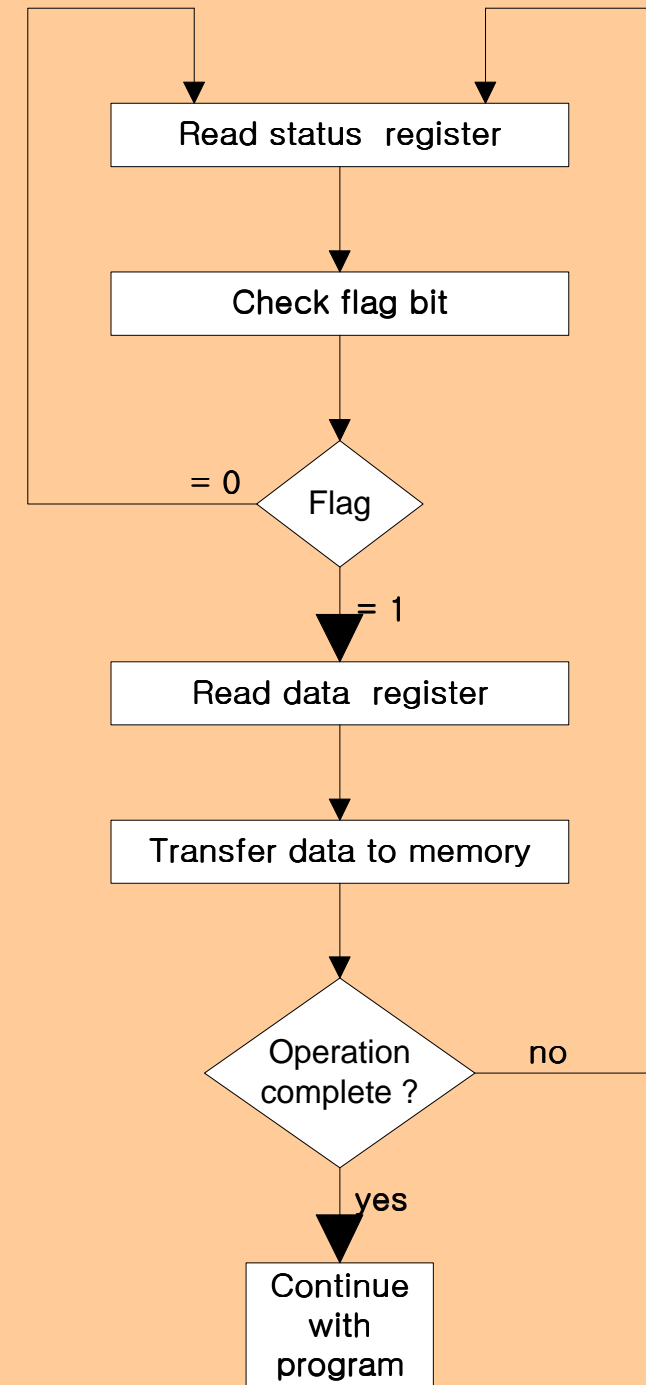 Read status register
Check flag bit
= 0
Flag
= 1
Read data register
Transfer data to memory
Operation
complete ?
no
yes
Continue
with
program